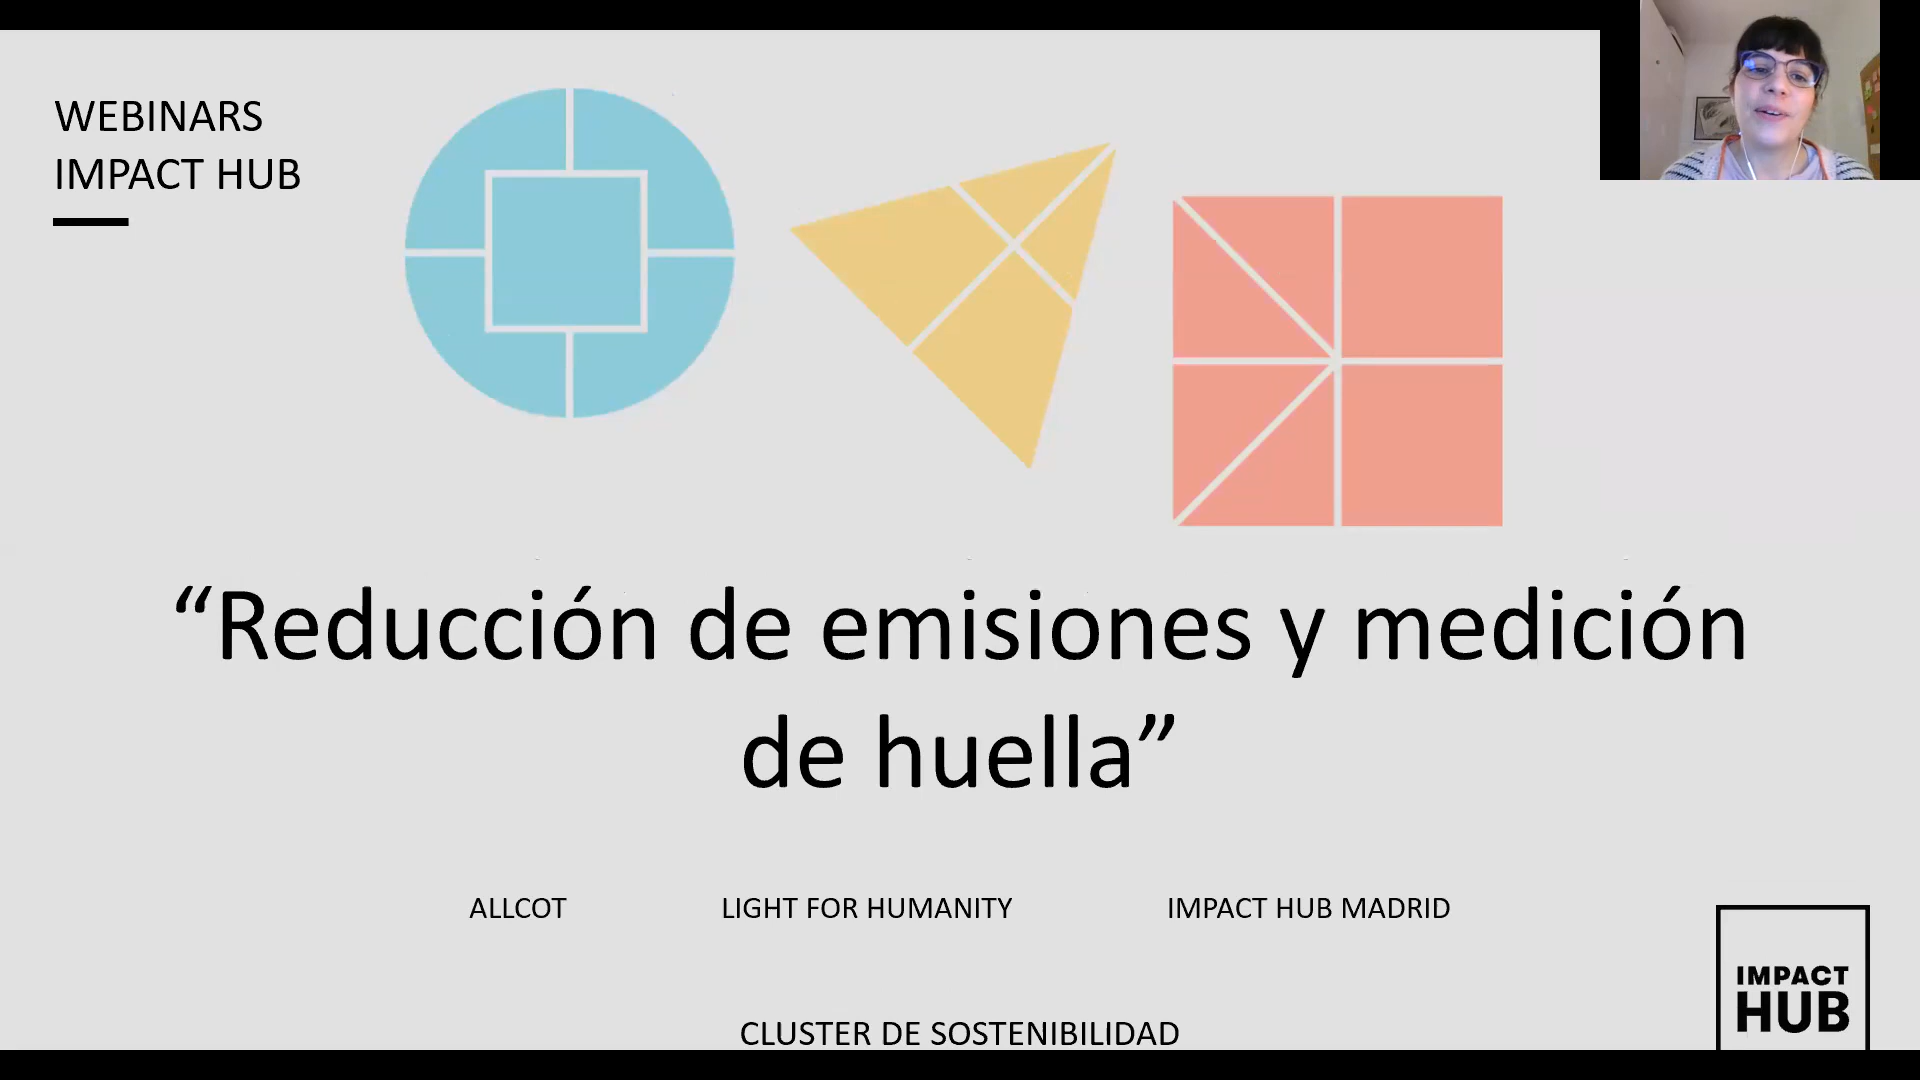 WEBINARS
IMPACT HUB
“Reducción de emisiones y medición
de huella”
ALLCOT LIGHT FOR HUMANITY IMPACT HUB MADRID
CLUSTER DE SOSTENIBILIDAD
IMPACT
HUB